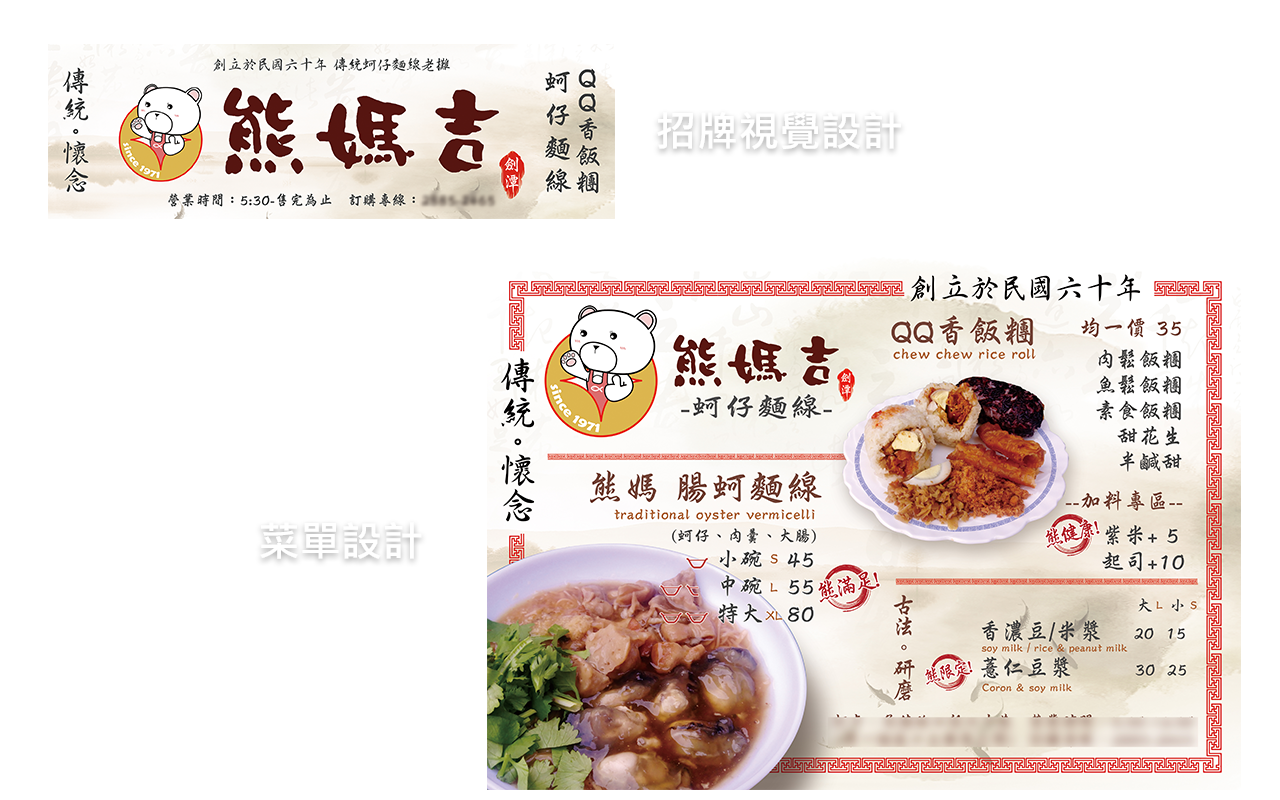 創立於民國六十年 傳統蚵仔麵線老攤
傳統。懷念
since 1971
熊媽吉
劍潭
蚵仔麵線
QQ香飯糰
營業時間：5:30-售完為止 訂購專線：
招牌視覺設計
菜單設計
創立於民國六十年
傳統。懷念
since 1971
熊媽吉
劍潭
-蚵仔麵線-
QQ香飯糰 均一價 35
chew chew rice roll
肉鬆飯糰
魚鬆飯糰
素食飯糰
甜花生
半鹹甜
--加料專區--
熊健康!
紫米+ 5
起司+10
熊媽 腸蚵麵線
traditional oyster vermicelli
(蚵仔、肉羹、大腸)
小碗 S 45
中碗 L 55
特大 XL 80
熊滿足!
古法。研磨
大 L 小 S
香濃豆/米漿 20 15
soy milk / rice & peanut milk
熊限定!
薏仁豆漿 30 25
Coron & soy milk